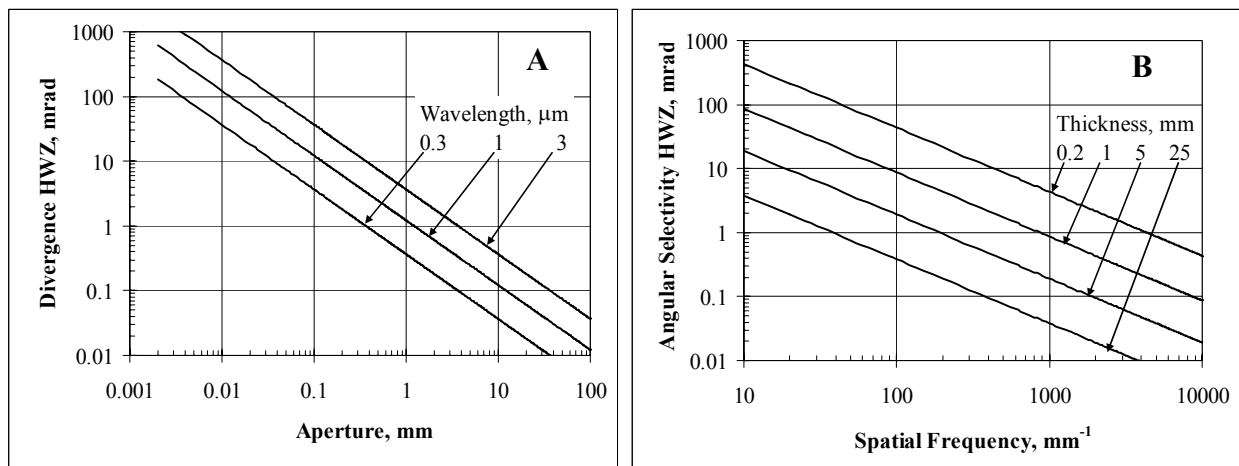 A
Divergence HWZ, mrad
1000
100
10
1
0.1
0.01
Wavelength, μm
0.3 1 3
0.001 0.01 0.1 1 10 100
Aperture, mm
B
Angular Selectivity HWZ, mrad
1000
100
10
1
0.1
0.01
Thickness, mm
0.2 1 5 25
10 100 1000 10000
Spatial Frequency, mm⁻¹